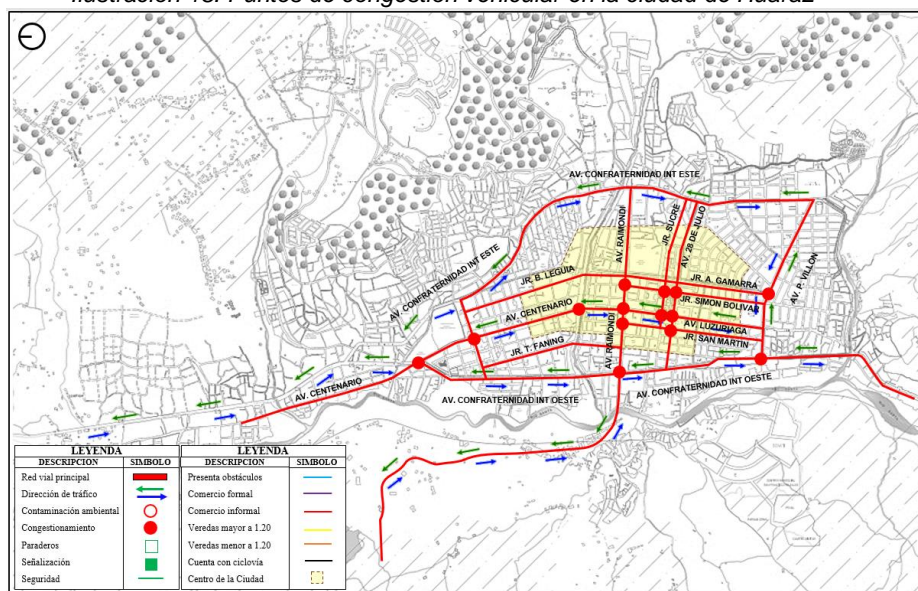 Ilustración 18. Puntos de congestión vehicular en la ciudad de Huaraz
AV. CONFRATERNIDAD INT ESTE
AV. CONFRATERNIDAD INT ESTE
AV. RAIMONDI
JR. SUCRE
AV. 28 DE JULIO
JR. B. LEGUIA
JR. A. GAMARRA
AV. P. VILLÓN
JR. SIMON BOLIVAR
AV. CENTENARIO
AV. LUZURIAGA
JR. SAN MARTIN
JR. T. FANING
AV. RAIMONDI
AV. CENTENARIO
AV. CONFRATERNIDAD INT OESTE
AV. CONFRATERNIDAD INT OESTE
LEYENDA
DESCRIPCION SIMBOLO
Red vial principal
Dirección de tráfico
Contaminación ambiental
Congestionamiento
Paraderos
Señalización
Seguridad
LEYENDA
DESCRIPCION SIMBOLO
Presenta obstáculos
Comercio formal
Comercio informal
Veredas mayor a 1.20
Veredas menor a 1.20
Cuenta con ciclovía
Centro de la Ciudad